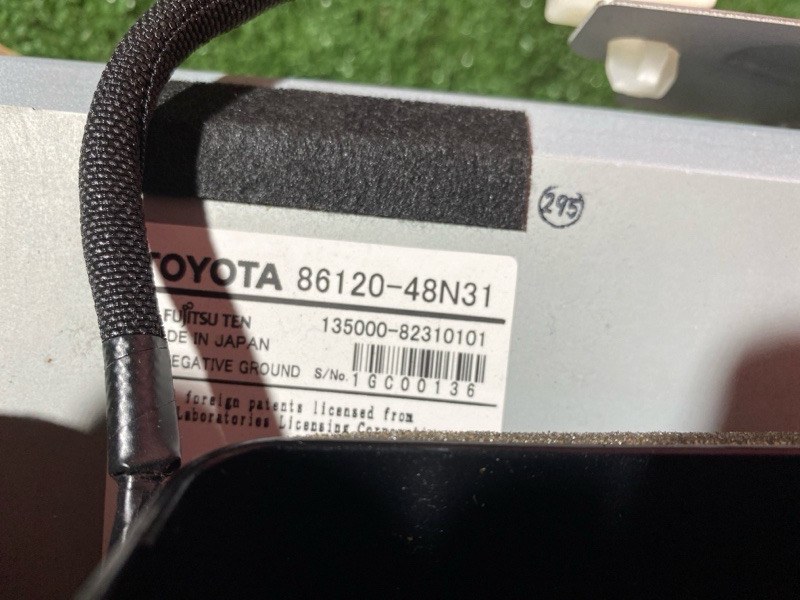 295
TOYOTA 86120-48N31
FUJITSU TEN 135000-82310101
DE IN JAPAN
EGATIVE GROUND S/No. 1GC00136
foreign patents licensed from
Laboratories Licensing